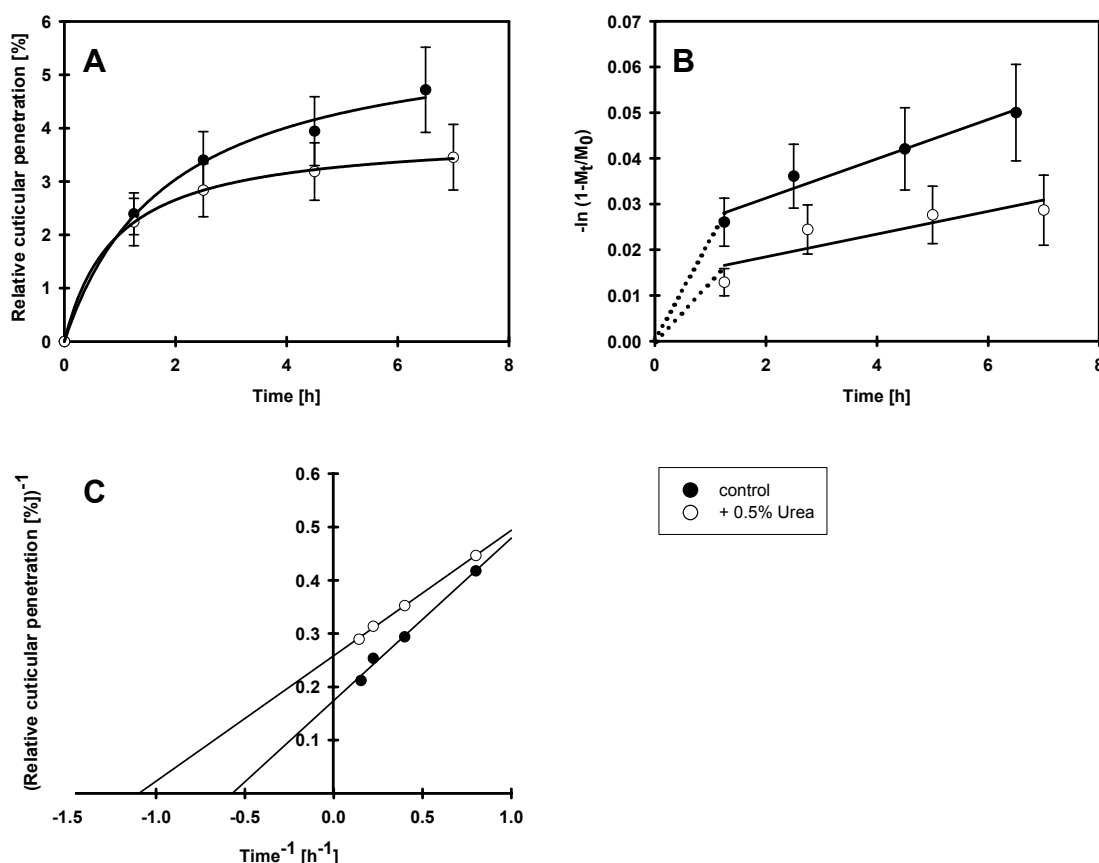 A
Relative cuticular penetration [%]
6
5
4
3
2
1
0
0 2 4 6 8
Time [h]
B
-ln (1-Mt/M0)
0.07
0.06
0.05
0.04
0.03
0.02
0.01
0.00
0 2 4 6 8
Time [h]
C
(Relative cuticular penetration [%])-1
0.6
0.5
0.4
0.3
0.2
0.1
-1.5 -1.0 -0.5 0.0 0.5 1.0
Time-1 [h-1]
control
+ 0.5% Urea